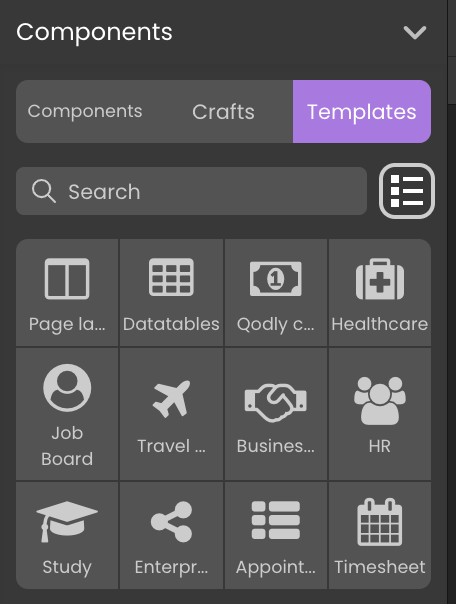 Components
Components Crafts Templates
Search
Page la... Datatables Qodly c... Healthcare
Job
Board Travel ... Busines... HR
Study Enterpr... Appoint... Timesheet